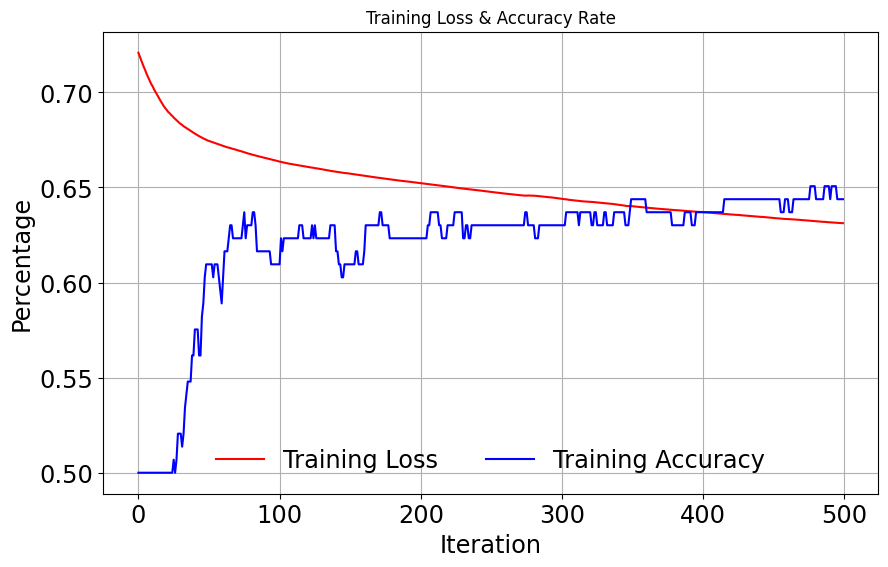 Training Loss & Accuracy Rate
0.70
0.65
0.60
0.55
0.50
Percentage
Training Loss
Training Accuracy
0
100
200
300
400
500
Iteration